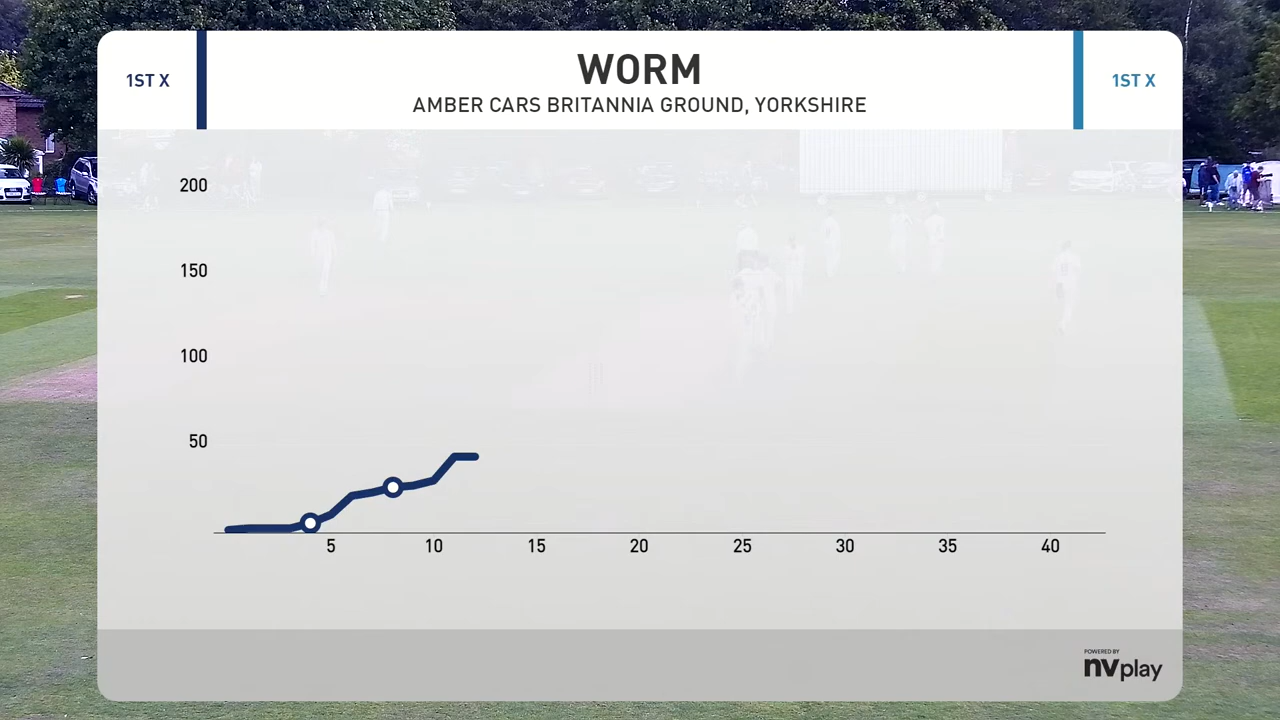 1ST X
WORM
AMBER CARS BRITANNIA GROUND, YORKSHIRE
1ST X
200
150
100
50
5 10 15 20 25 30 35 40
POWERED BY
nvplay